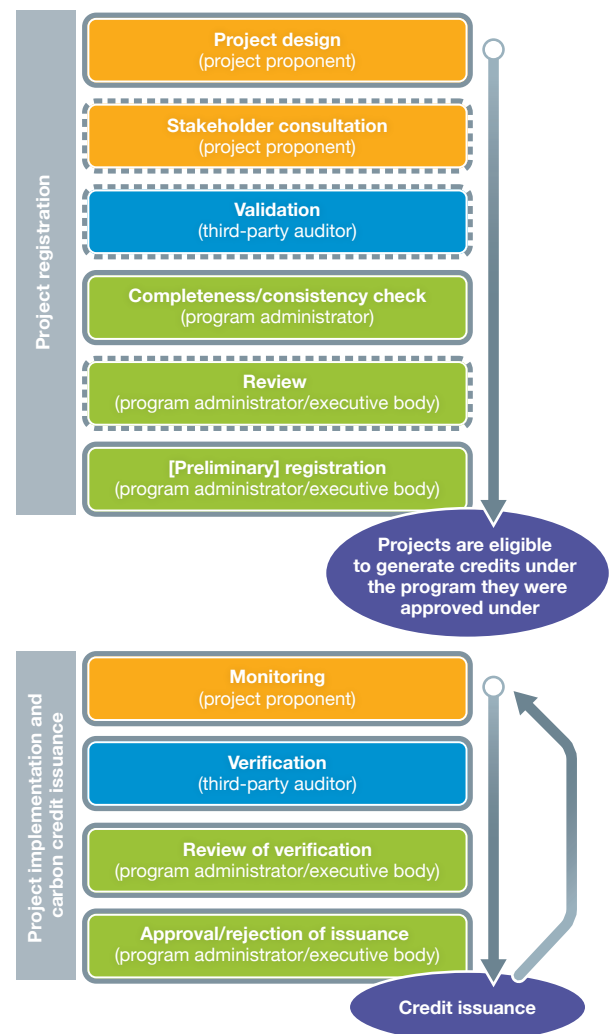 Project registration
Project design
(project proponent)
Stakeholder consultation
(project proponent)
Validation
(third-party auditor)
Completeness/consistency check
(program administrator)
Review
(program administrator/executive body)
[Preliminary] registration
(program administrator/executive body)
Projects are eligible
to generate credits under
the program they were
approved under
Project implementation and
carbon credit issuance
Monitoring
(project proponent)
Verification
(third-party auditor)
Review of verification
(program administrator/executive body)
Approval/rejection of issuance
(program administrator/executive body)
Credit issuance